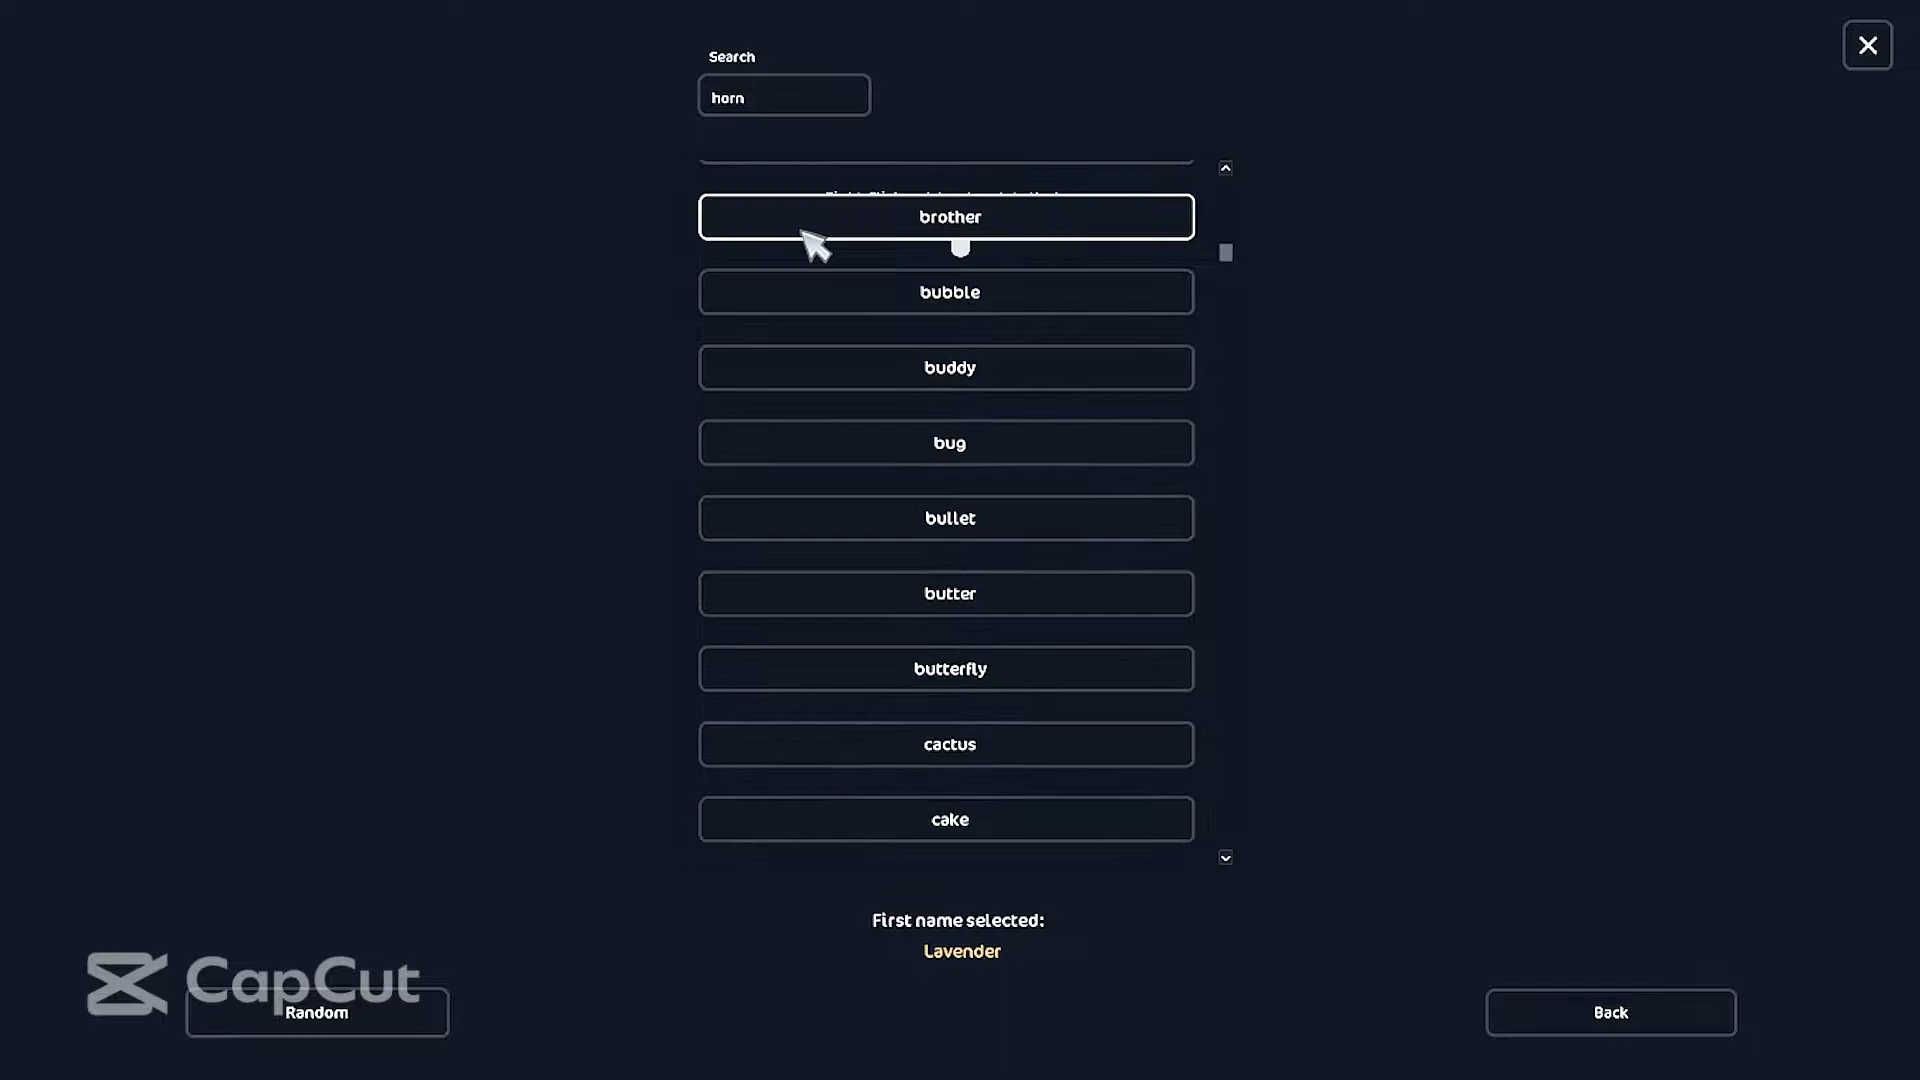 Search
horn
brother
bubble
buddy
bug
bullet
butter
butterfly
cactus
cake
First name selected:
Lavender
CapCut
Random
Back